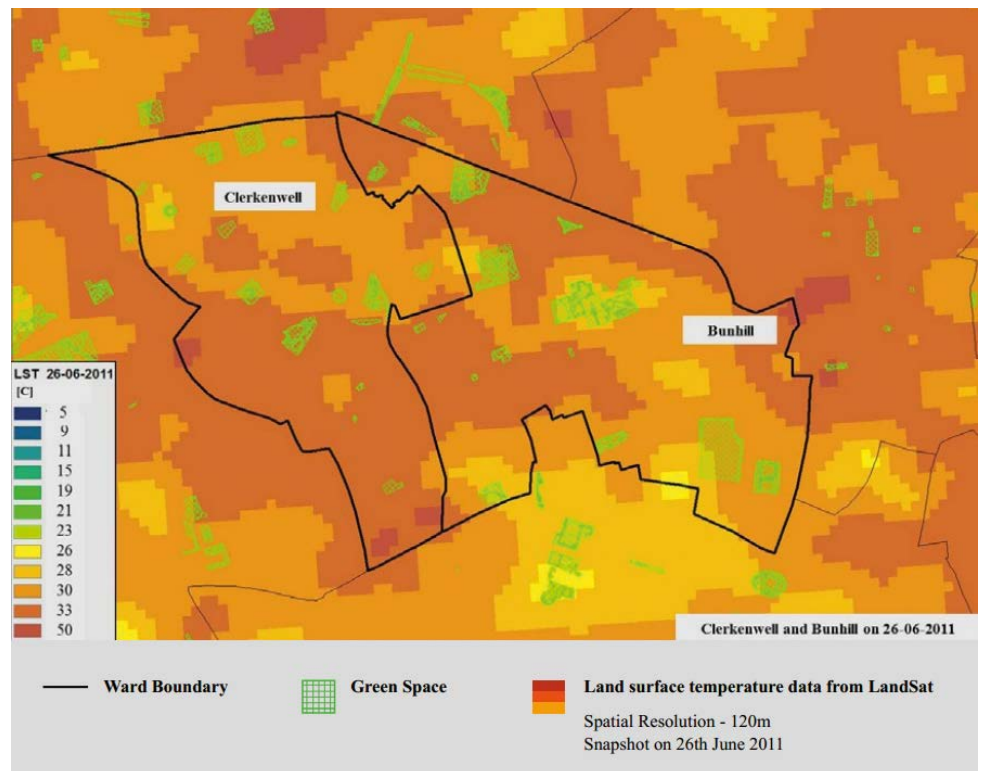 Clerkenwell
Bunhill
LST 26-06-2011
[C]
5
9
11
15
19
21
23
26
28
30
33
50
Clerkenwell and Bunhill on 26-06-2011
Ward Boundary
Green Space
Land surface temperature data from LandSat
Spatial Resolution - 120m
Snapshot on 26th June 2011